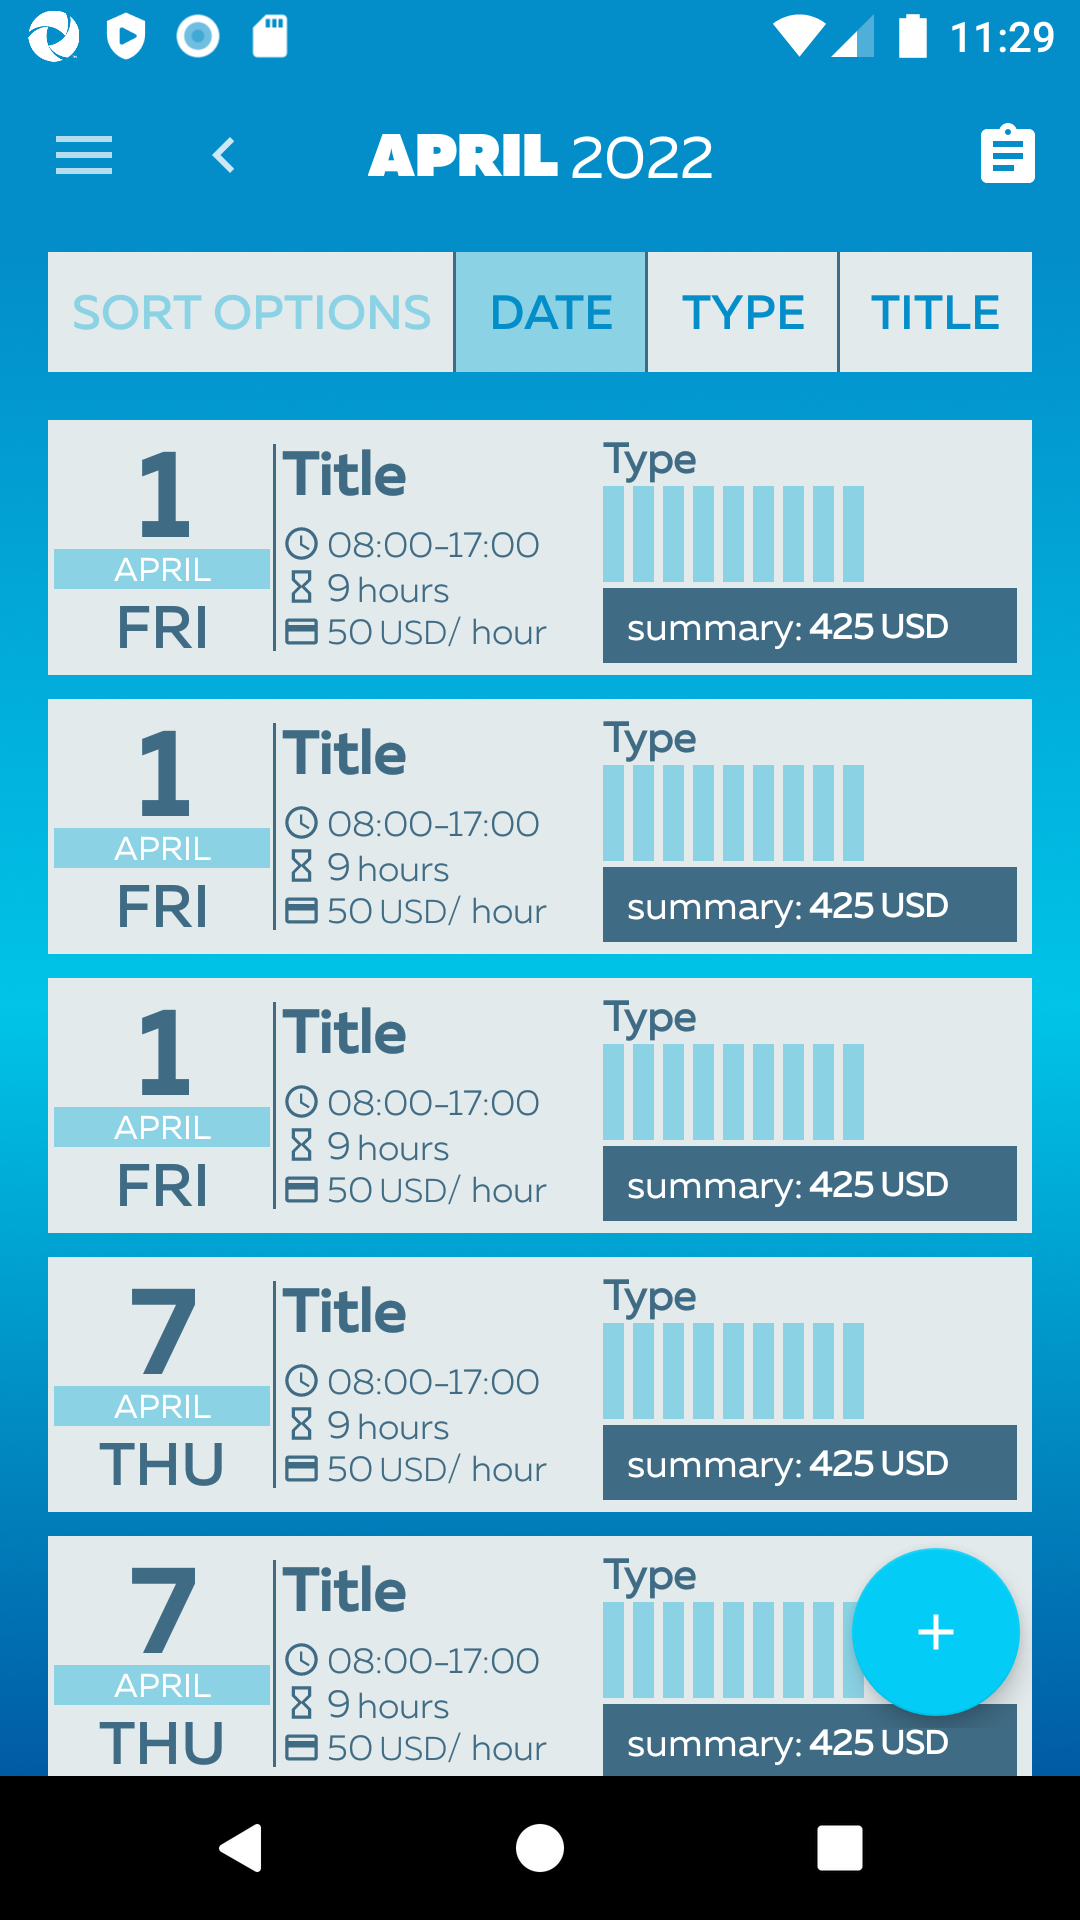 11:29
APRIL 2022
SORT OPTIONS DATE TYPE TITLE
1
APRIL
FRI
Title
08:00-17:00
9 hours
50 USD/ hour
Type
summary: 425 USD
1
APRIL
FRI
Title
08:00-17:00
9 hours
50 USD/ hour
Type
summary: 425 USD
1
APRIL
FRI
Title
08:00-17:00
9 hours
50 USD/ hour
Type
summary: 425 USD
7
APRIL
THU
Title
08:00-17:00
9 hours
50 USD/ hour
Type
summary: 425 USD
7
APRIL
THU
Title
08:00-17:00
9 hours
50 USD/ hour
Type
summary: 425 USD